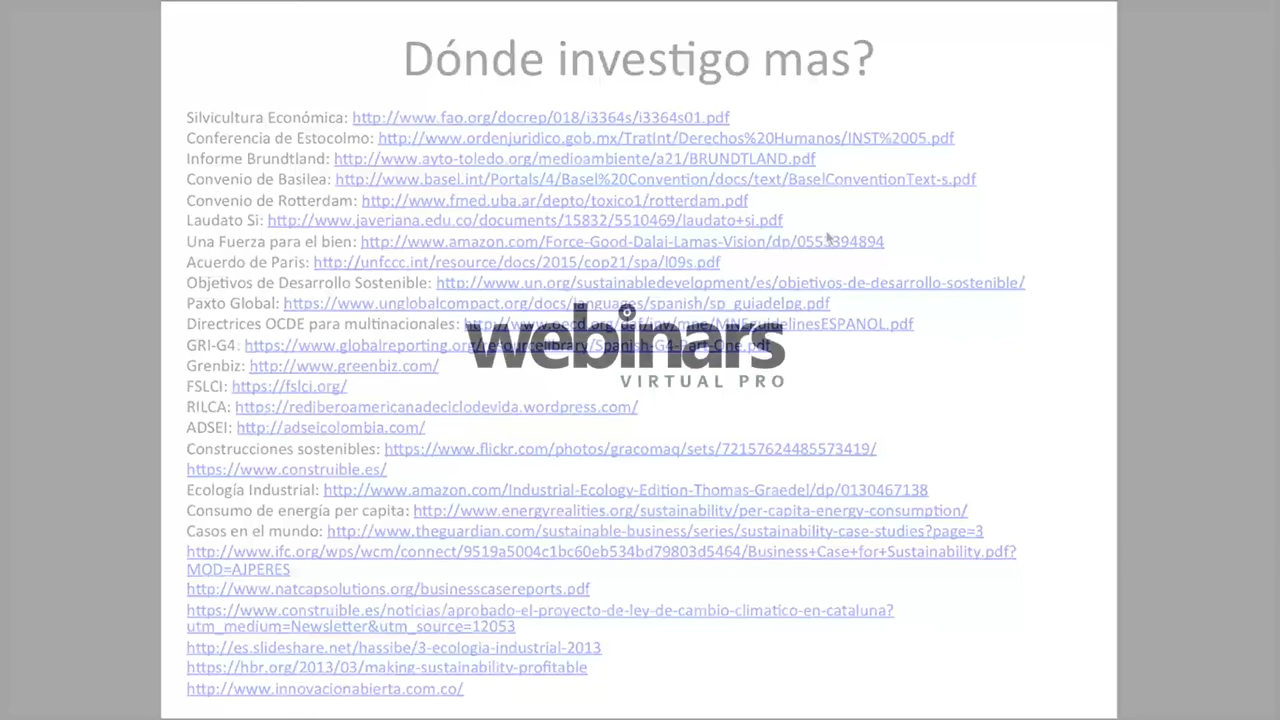 Dónde investigo mas?
Silvicultura Económica: http://www.fao.org/docrep/018/i3364s/i3364s01.pdf
Conferencia de Estocolmo: http://www.ordenjuridico.gob.mx/TratInt/Derechos%20Humanos/INST%2005.pdf
Informe Brundtland: http://www.ayto-toledo.org/medioambiente/a21/BRUNDTLAND.pdf
Convenio de Basilea: http://www.basel.int/Portals/4/Basel%20Convention/docs/text/BaselConventionText-s.pdf
Convenio de Rotterdam: http://www.fmed.uba.ar/depto/toxico1/rotterdam.pdf
Laudato Si: http://www.javeriana.edu.co/documents/15832/5510469/laudato+si.pdf
Una Fuerza para el bien: http://www.amazon.com/Force-Good-Dalai-Lamas-Vision/dp/0553394894
Acuerdo de Paris: http://unfccc.int/resource/docs/2015/cop21/spa/l09s.pdf
Objetivos de Desarrollo Sostenible: http://www.un.org/sustainabledevelopment/es/objetivos-de-desarrollo-sostenible/
Paxto Global: https://www.unglobalcompact.org/docs/languages/spanish/sp_guiadelpg.pdf
Directrices OCDE para multinacionales: http://www.oecd.org/daf/inv/mne/MNEguidelinesESPANOL.pdf
GRI-G4: https://www.globalreporting.org/resourcelibrary/Spanish-G4-Part-One.pdf
webinars
VIRTUAL PRO
Grenbiz: http://www.greenbiz.com/
FSLCI: https://fslci.org/
RILCA: https://rediberoamericanadeciclodevida.wordpress.com/
ADSEI: http://adseicolombia.com/
Construcciones sostenibles: https://www.flickr.com/photos/gracomaq/sets/72157624485573419/
https://www.construible.es/
Ecología Industrial: http://www.amazon.com/Industrial-Ecology-Edition-Thomas-Graedel/dp/0130467138
Consumo de energía per capita: http://www.energyrealities.org/sustainability/per-capita-energy-consumption/
Casos en el mundo: http://www.theguardian.com/sustainable-business/series/sustainability-case-studies?page=3
http://www.ifc.org/wps/wcm/connect/9519a5004c1bc60eb534bd79803d5464/Business+Case+for+Sustainability.pdf?
MOD=AJPERES
http://www.natcapsolutions.org/businesscasereports.pdf
https://www.construible.es/noticias/aprobado-el-proyecto-de-ley-de-cambio-climatico-en-cataluna?
utm_medium=Newsletter&utm_source=12053
http://es.slideshare.net/hassibe/3-ecologia-industrial-2013
https://hbr.org/2013/03/making-sustainability-profitable
http://www.innovacionabierta.com.co/